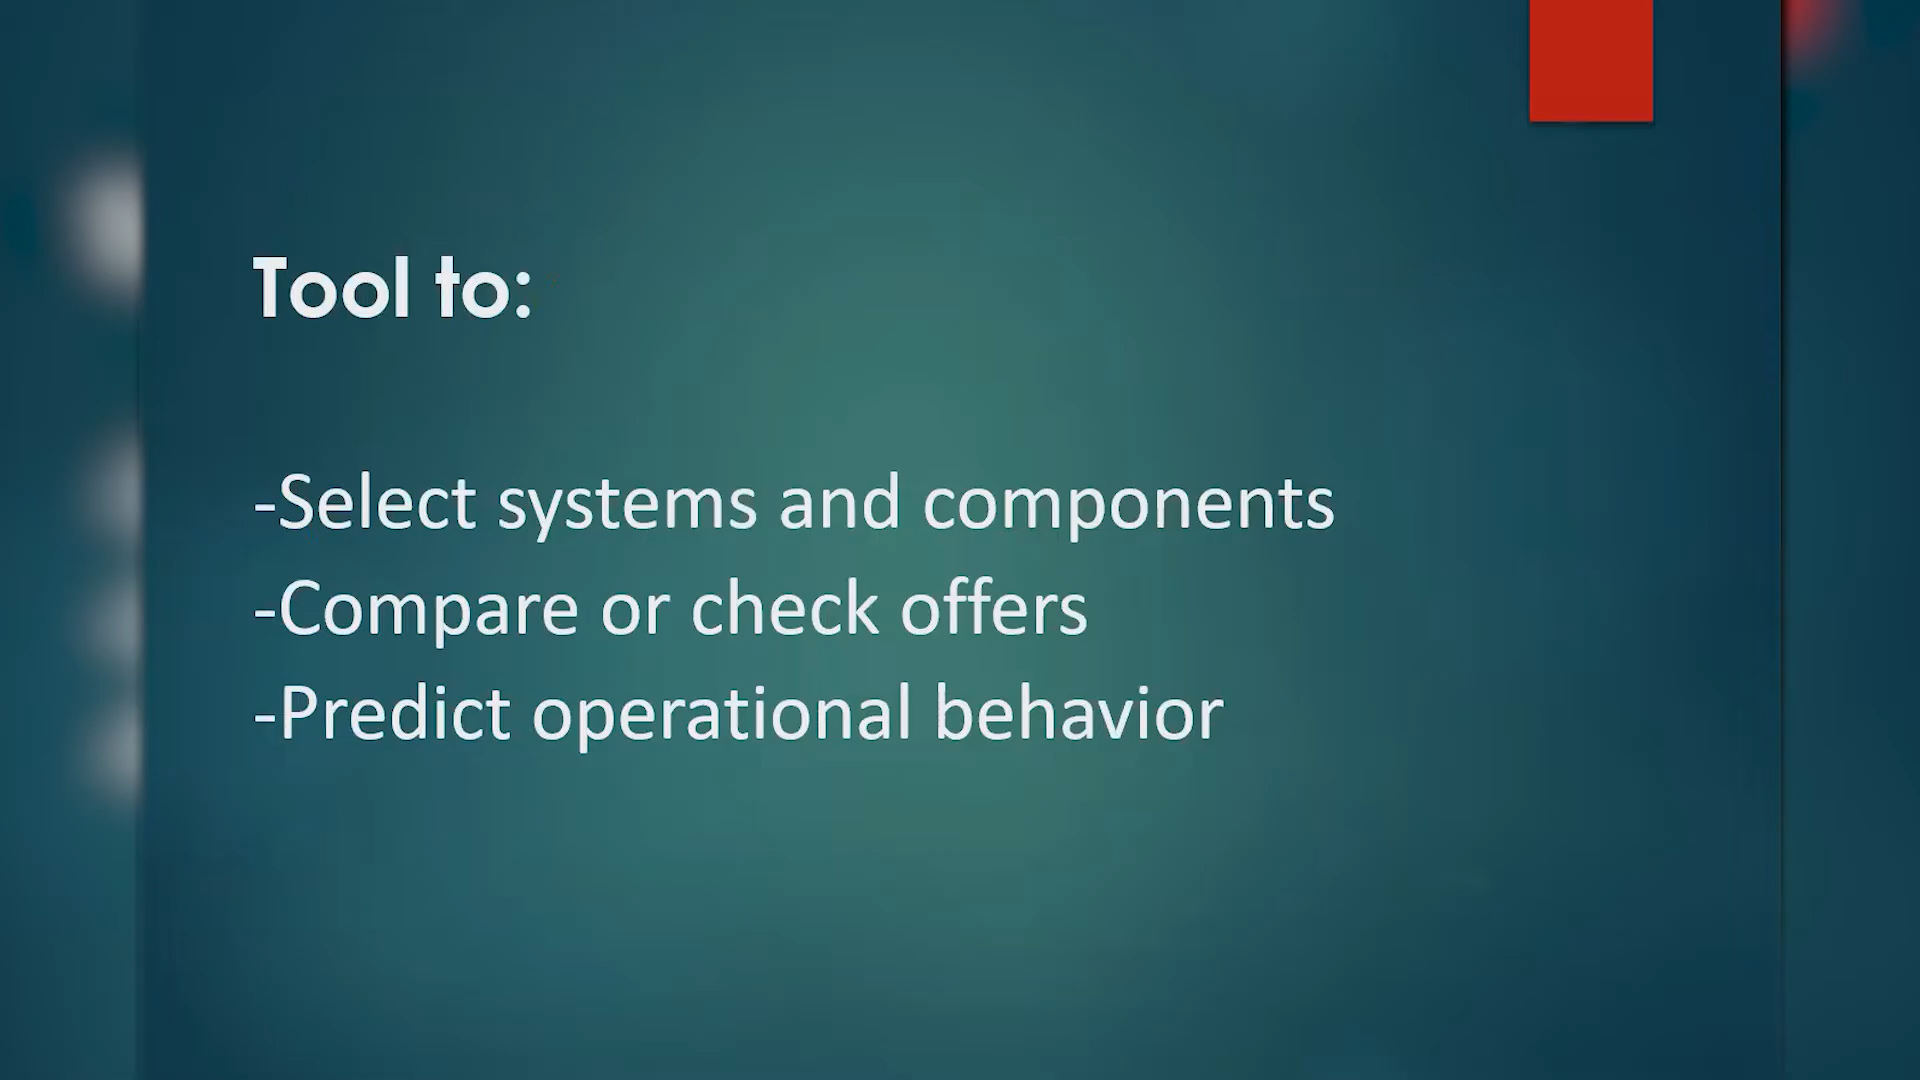 Tool to:
-Select systems and components
-Compare or check offers
-Predict operational behavior